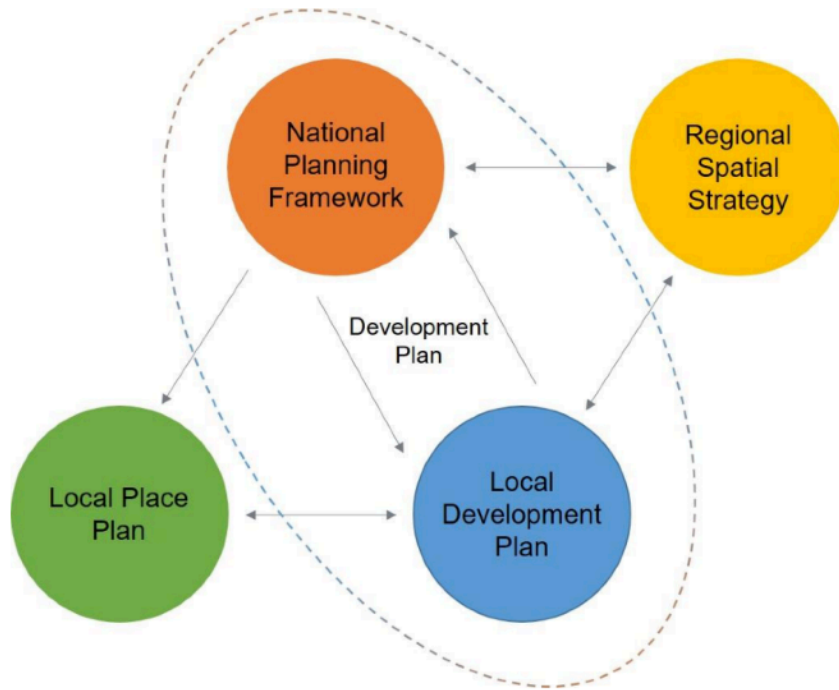 National
Planning
Framework
Regional
Spatial
Strategy
Development
Plan
Local Place
Plan
Local
Development
Plan